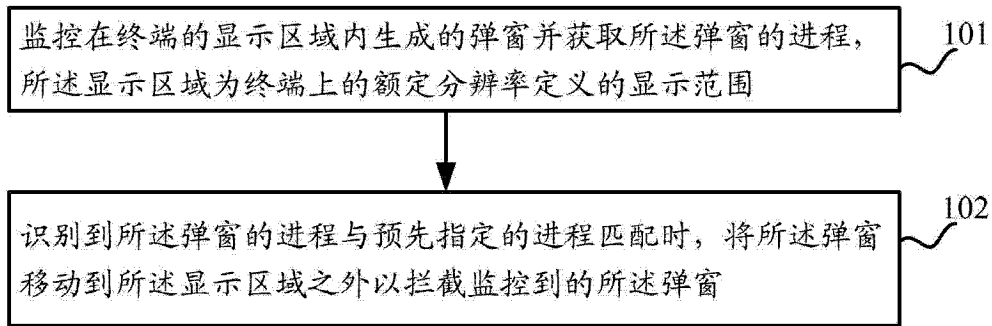 监控在终端的显示区域内生成的弹窗并获取所述弹窗的进程，
所述显示区域为终端上的额定分辨率定义的显示范围
101
识别到所述弹窗的进程与预先指定的进程匹配时，将所述弹窗
移动到所述显示区域之外以拦截监控到的所述弹窗
102